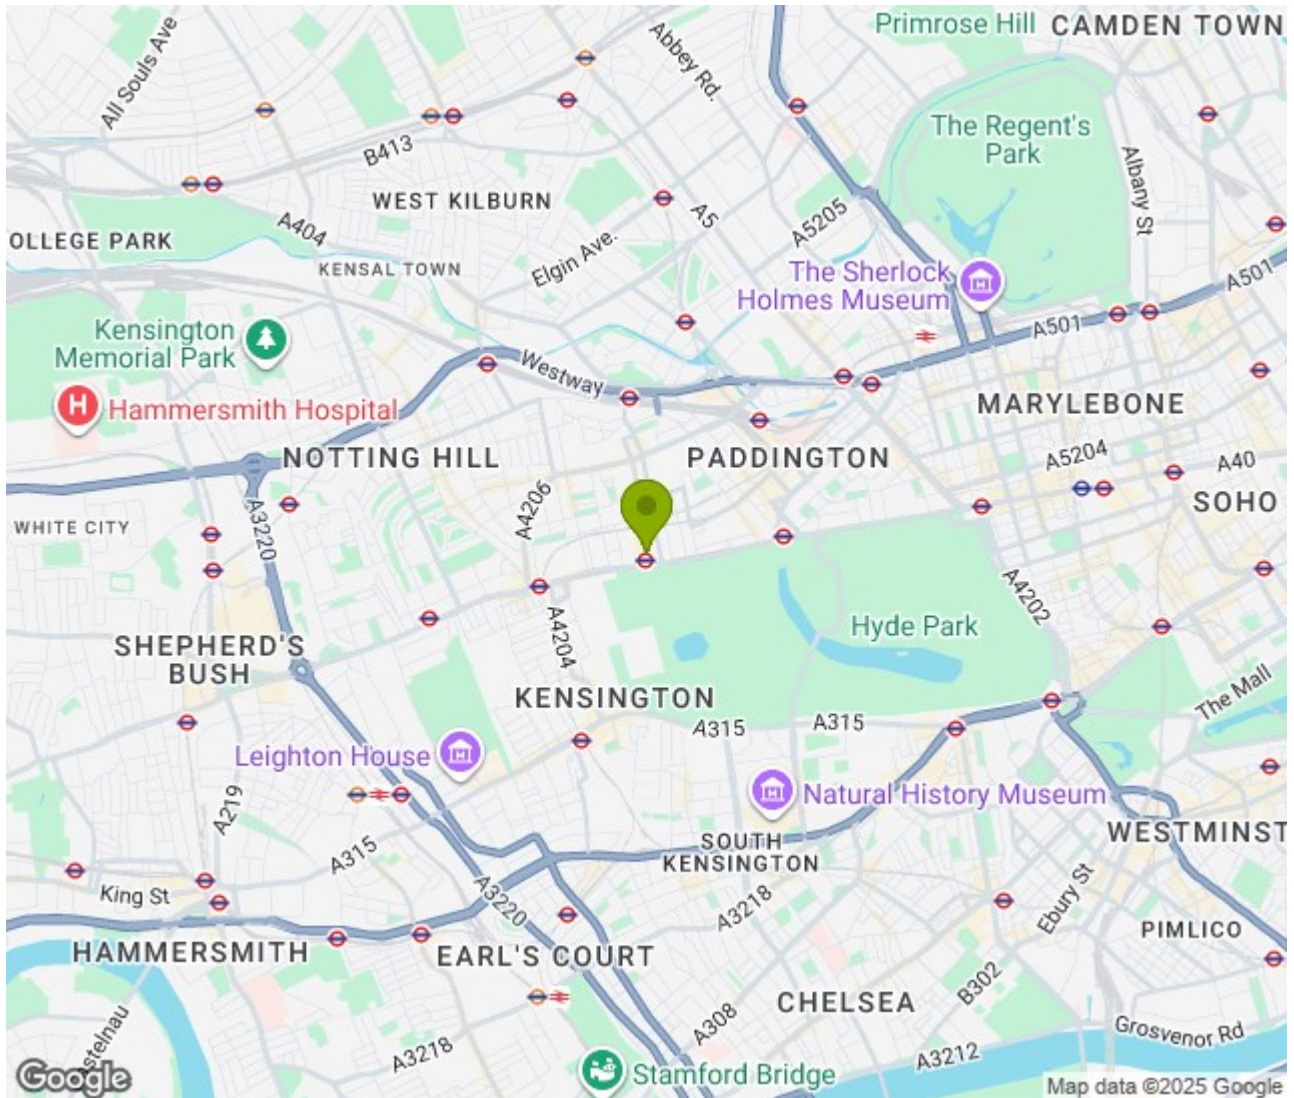 Primrose Hill
CAMDEN TOWN
All Souls Ave
Abbey Rd.
The Regent's
Park
B413
Albany St
WEST KILBURN
A5
A5205
A404
OLLEGE PARK
Elgin Ave.
KENSAL TOWN
The Sherlock
Holmes Museum
A501
A501
Kensington
Memorial Park
Westway
H
Hammersmith Hospital
MARYLEBONE
NOTTING HILL
PADDINGTON
A5204
A40
SOHO
A4206
WHITE CITY
A3220
A4202
Hyde Park
A4204
SHEPHERD'S
BUSH
KENSINGTON
The Mall
A315
A315
Leighton House
Natural History Museum
A219
WESTMINST
SOUTH
KENSINGTON
A315
King St
A3220
A3218
Ebury St
PIMLICO
HAMMERSMITH
EARL'S COURT
B302
CHELSEA
A308
Grosvenor Rd
astelnau
A3218
A3212
Stamford Bridge
Google
Map data ©2025 Google